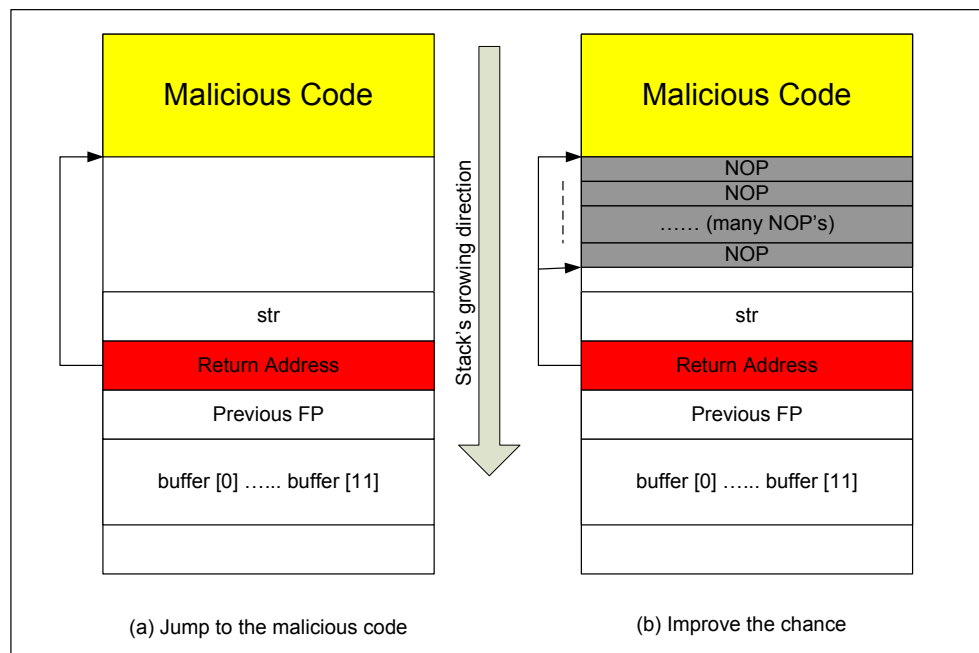 Malicious Code
str
Return Address
Previous FP
buffer [0] …... buffer [11]
(a) Jump to the malicious code
Stack's growing direction
Malicious Code
NOP
NOP
…… (many NOP's)
NOP
str
Return Address
Previous FP
buffer [0] …... buffer [11]
(b) Improve the chance